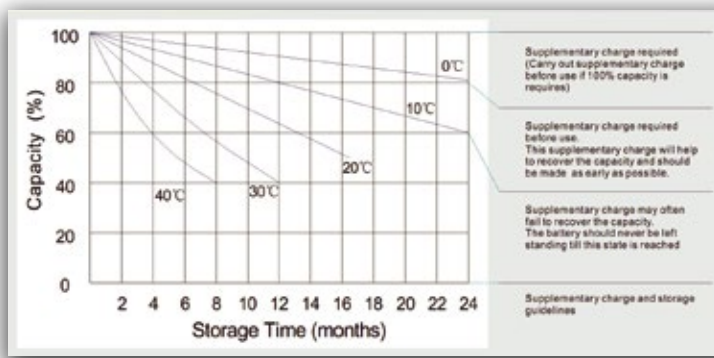 100
80
60
40
20
0
Capacity (%)
0℃
10℃
20℃
30℃
40℃
2 4 6 8 10 12 14 16 18 20 22 24
Storage Time (months)
Supplementary charge required
(Carry out supplementary charge
before use if 100% capacity is
requires)
Supplementary charge required
before use.
This supplementary charge will help
to recover the capacity and should
be made as early as possible.
Supplementary charge may often
fail to recover the capacity.
The battery should never be left
standing till this state is reached
Supplementary charge and storage
guidelines